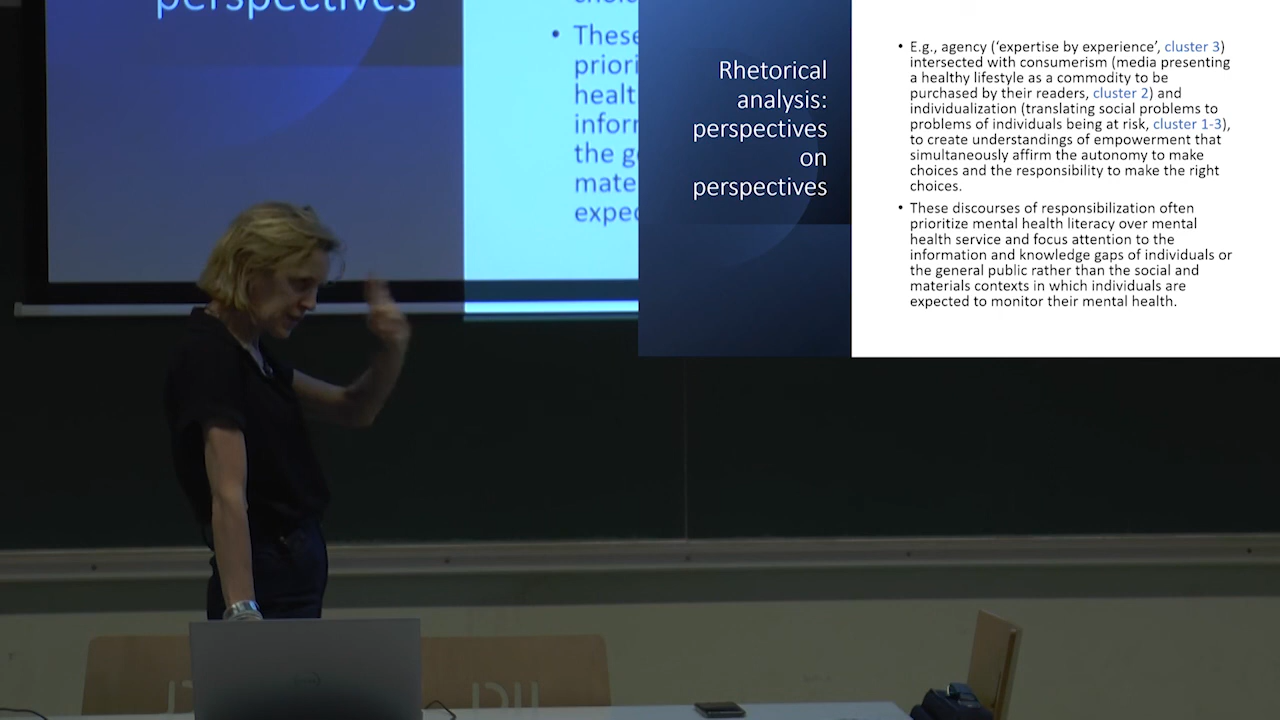 perspectives
• These
priori
healt
infor
the g
mate
expec
Rhetorical
analysis:
perspectives
on
perspectives
• E.g., agency (‘expertise by experience’, cluster 3)
intersected with consumerism (media presenting
a healthy lifestyle as a commodity to be
purchased by their readers, cluster 2) and
individualization (translating social problems to
problems of individuals being at risk, cluster 1-3),
to create understandings of empowerment that
simultaneously affirm the autonomy to make
choices and the responsibility to make the right
choices.
• These discourses of responsibilization often
prioritize mental health literacy over mental
health service and focus attention to the
information and knowledge gaps of individuals or
the general public rather than the social and
materials contexts in which individuals are
expected to monitor their mental health.